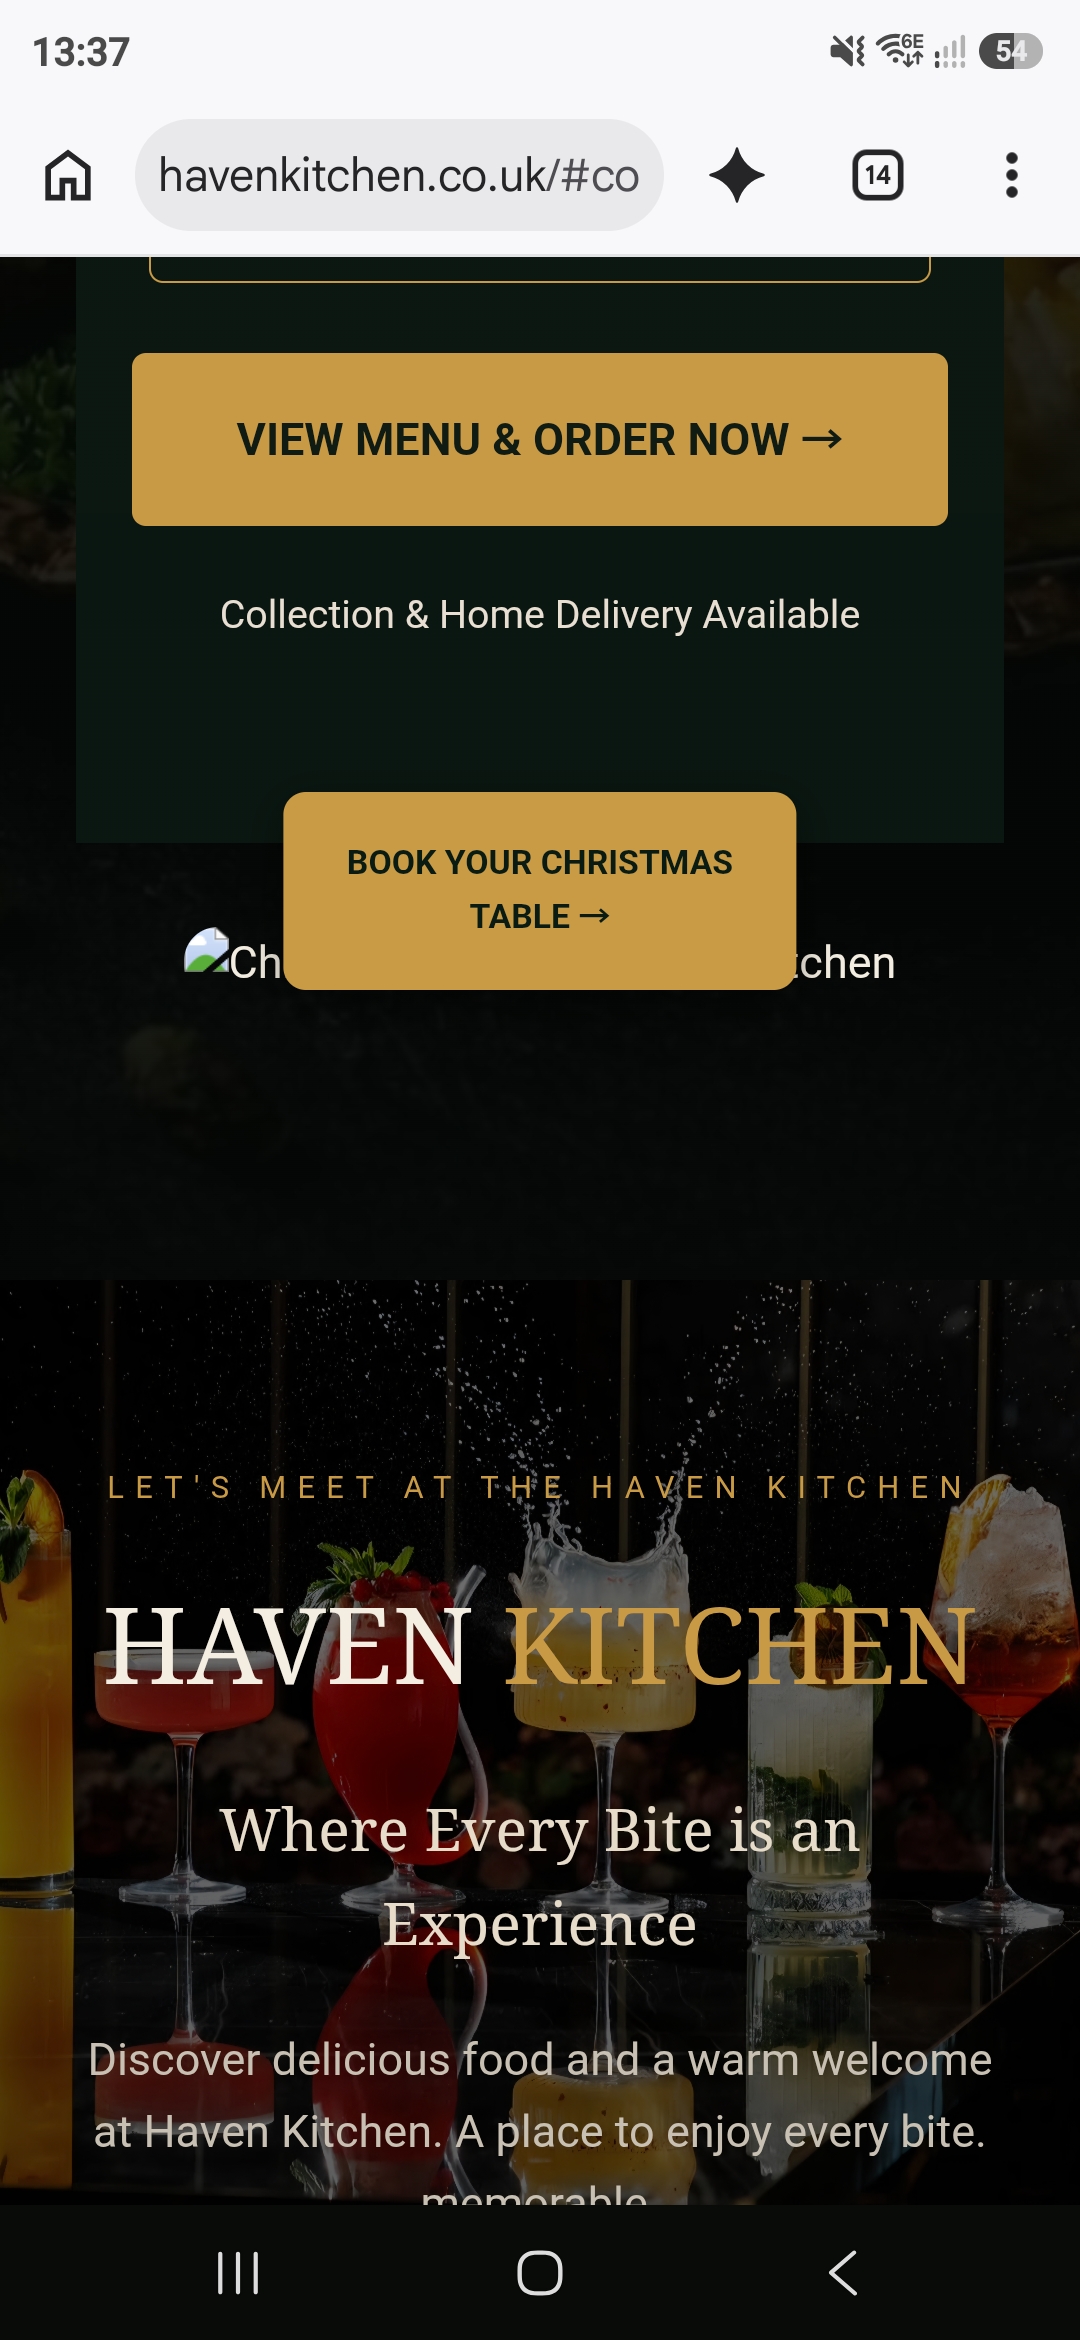 13:37
6E
54
havenkitchen.co.uk/#co
14
VIEW MENU & ORDER NOW →
Collection & Home Delivery Available
BOOK YOUR CHRISTMAS
TABLE →
LET'S MEET AT THE HAVEN KITCHEN
HAVEN KITCHEN
Where Every Bite is an
Experience
Discover delicious food and a warm welcome
at Haven Kitchen. A place to enjoy every bite.
memorable